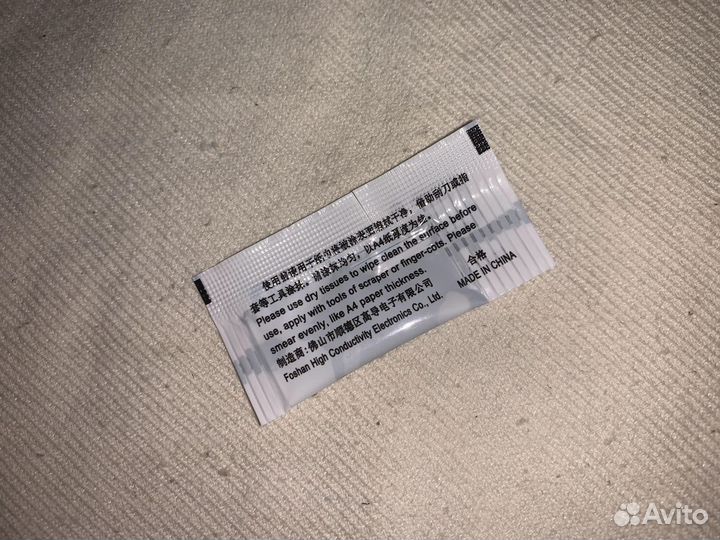 使用前请用干纸巾将被涂表面擦拭干净，借助刮刀或指
套等工具涂抹，请涂抹均匀，以A4纸厚度为佳。
Please use dry tissues to wipe clean the surface before
use, apply with tools of scraper or finger-cots. Please
smear evenly, like A4 paper thickness.
制造商：佛山市顺德区高导电子有限公司
Foshan High Conductivity Electronics Co., Ltd.
合格
MADE IN CHINA
Avito